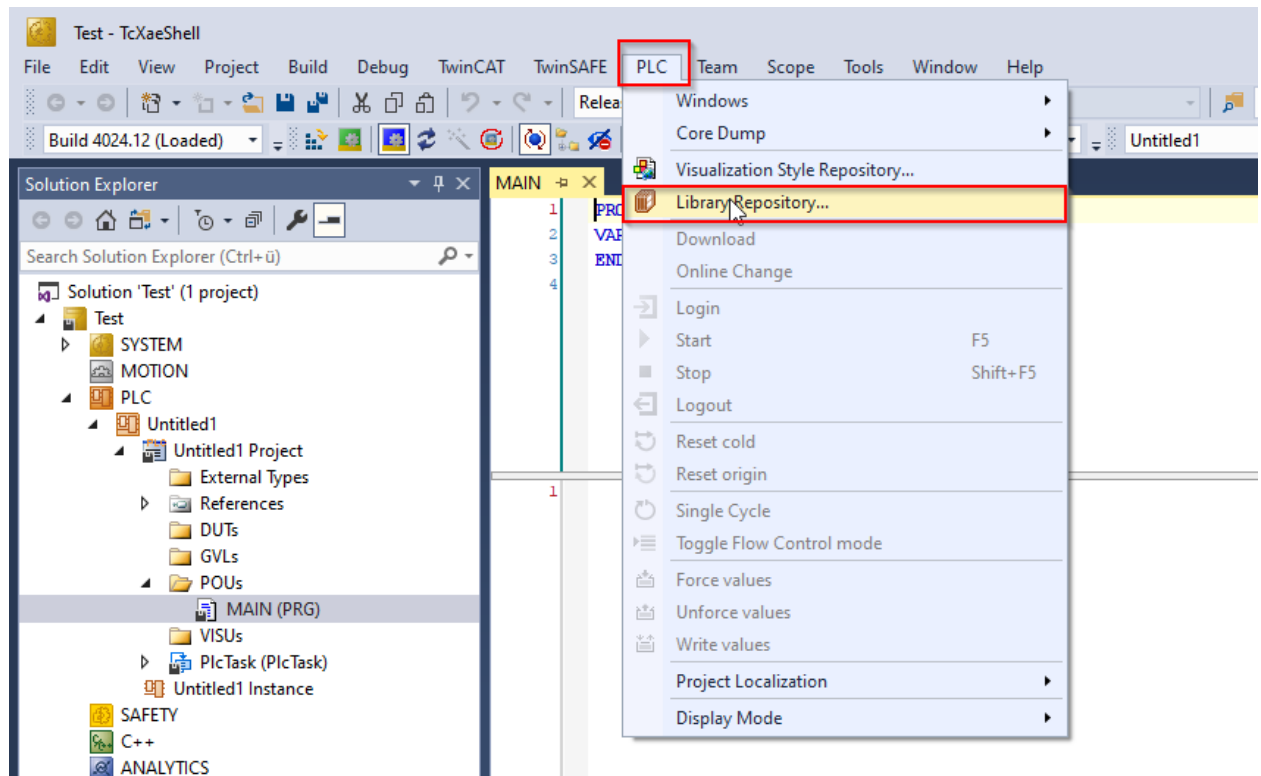 Test - TcXaeShell
File Edit View Project Build Debug TwinCAT TwinSAFE PLC Team Scope Tools Window Help
Build 4024.12 (Loaded)
Untitled1
Solution Explorer
Search Solution Explorer (Ctrl+ü)
Solution 'Test' (1 project)
Test
SYSTEM
MOTION
PLC
Untitled1
Untitled1 Project
External Types
References
DUTs
GVLs
POUs
MAIN (PRG)
VISUs
PlcTask (PlcTask)
Untitled1 Instance
SAFETY
C++
ANALYTICS
MAIN
1
2
3
4
1
Windows
Core Dump
Visualization Style Repository...
Library Repository...
Download
Online Change
Login
Start F5
Stop Shift+F5
Logout
Reset cold
Reset origin
Single Cycle
Toggle Flow Control mode
Force values
Unforce values
Write values
Project Localization
Display Mode